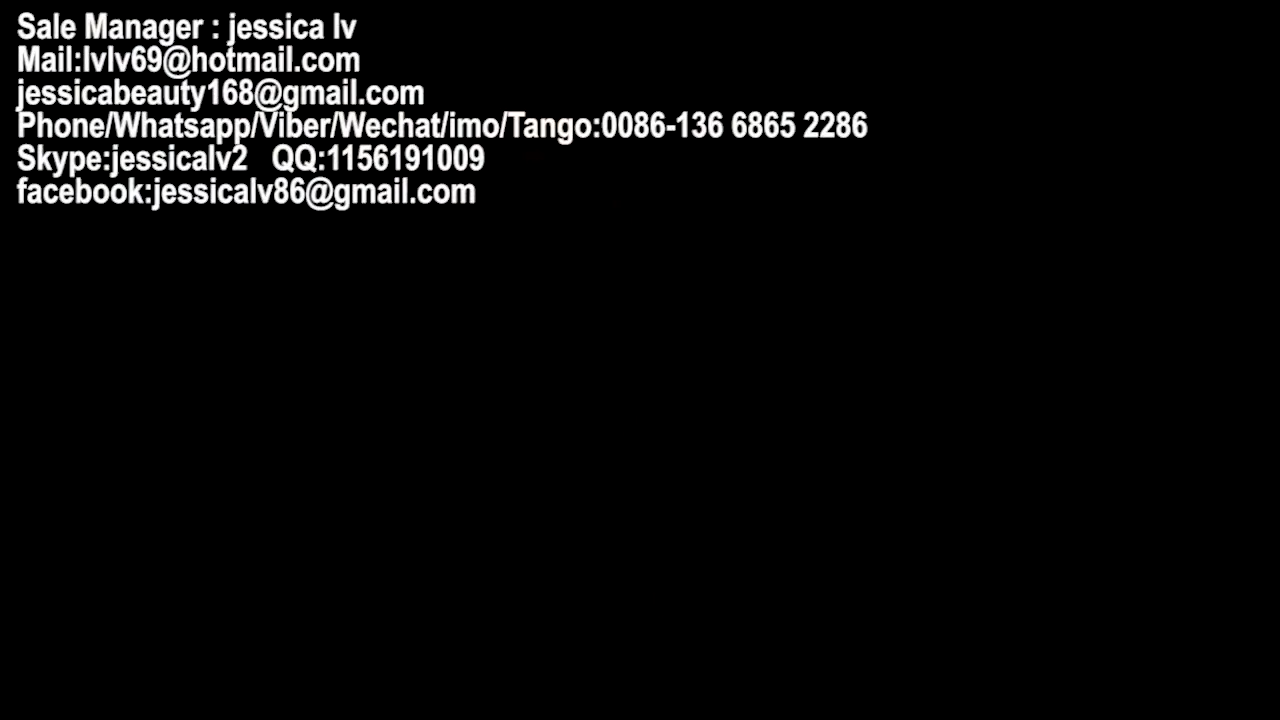 Sale Manager : jessica lv
Mail:lvlv69@hotmail.com
jessicabeauty168@gmail.com
Phone/Whatsapp/Viber/Wechat/imo/Tango:0086-136 6865 2286
Skype:jessicalv2   QQ:1156191009
facebook:jessicalv86@gmail.com